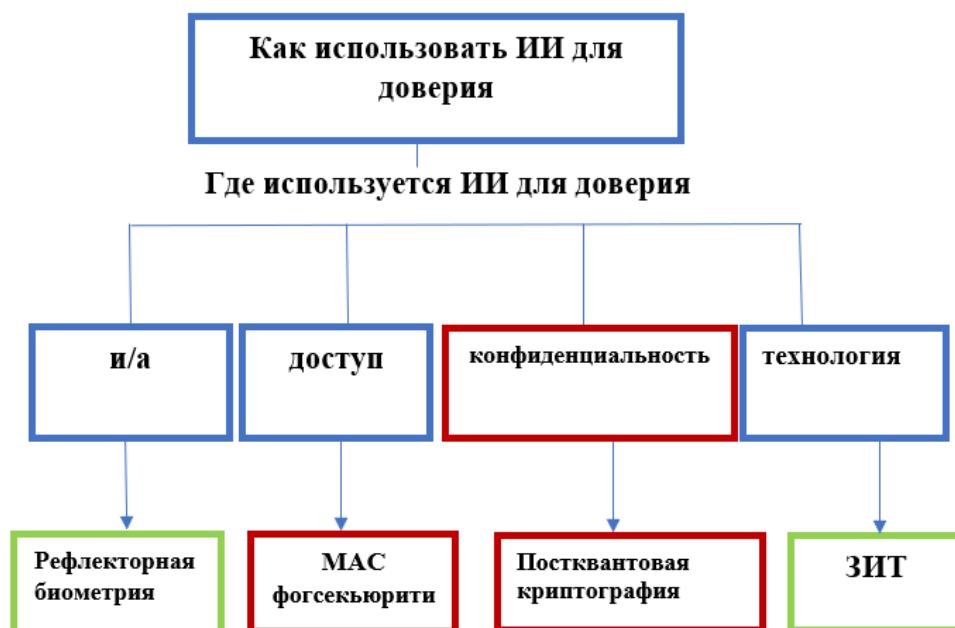 Как использовать ИИ для
доверия
Где используется ИИ для доверия
и/а
доступ
конфиденциальность
технология
Рефлекторная
биометрия
МАС
фогсекьюрити
Постквантовая
криптография
ЗИТ